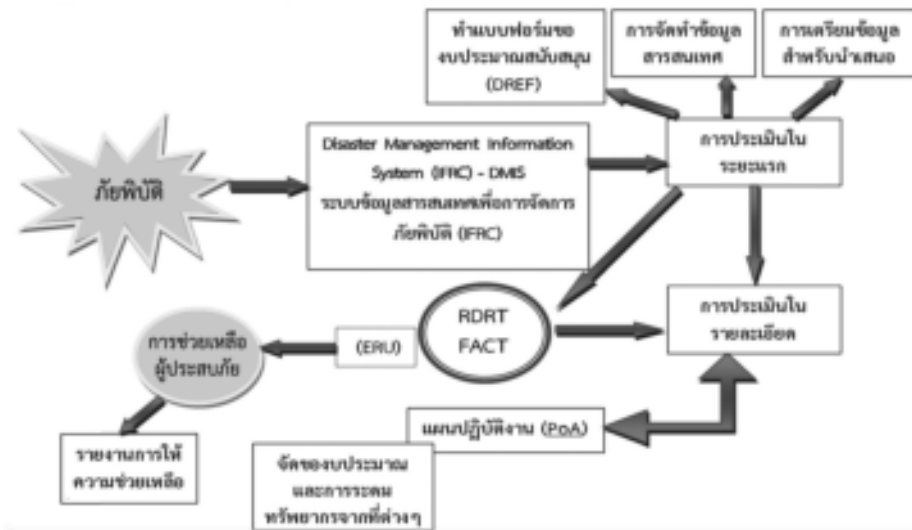 ทำแบบฟอร์มขอ
งบประมาณสนับสนุน
(DREF)
การจัดทำข้อมูล
สารสนเทศ
การเตรียมข้อมูล
สำหรับนำเสนอ
ภัยพิบัติ
Disaster Management Information
System (IFRC) - DMIS
ระบบข้อมูลสารสนเทศเพื่อการจัดการ
ภัยพิบัติ (IFRC)
การประเมินใน
ระยะแรก
การช่วยเหลือ
ผู้ประสบภัย
(ERU)
RDRT
FACT
การประเมินใน
รายละเอียด
รายงานการให้
ความช่วยเหลือ
แผนปฏิบัติงาน (PoA)
จัดของบประมาณ
และการระดม
ทรัพยากรจากที่ต่างๆ